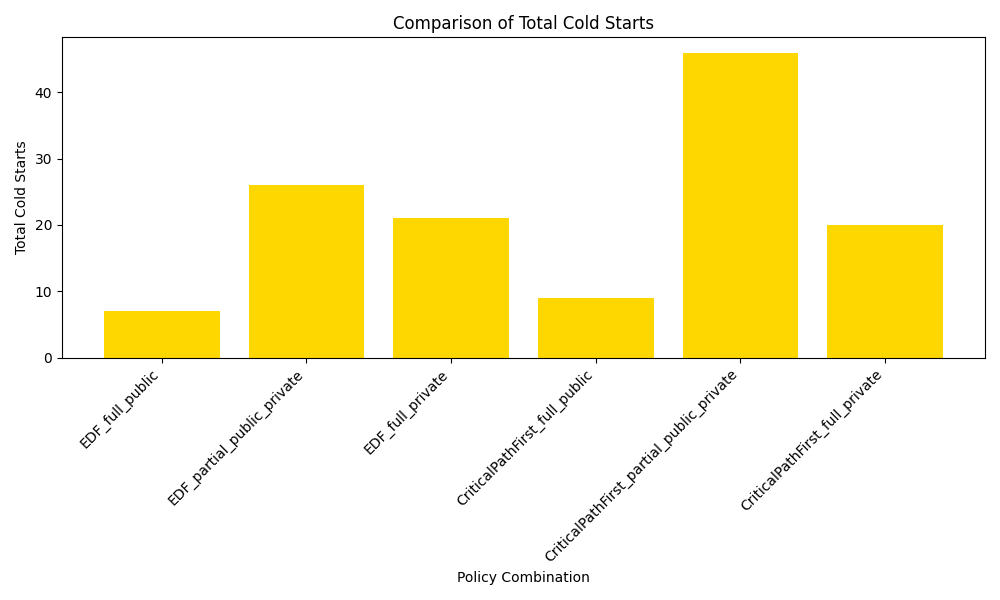 Comparison of Total Cold Starts
Total Cold Starts
40
30
20
10
0
EDF_full_public
EDF_partial_public_private
EDF_full_private
CriticalPathFirst_full_public
CriticalPathFirst_partial_public_private
CriticalPathFirst_full_private
Policy Combination